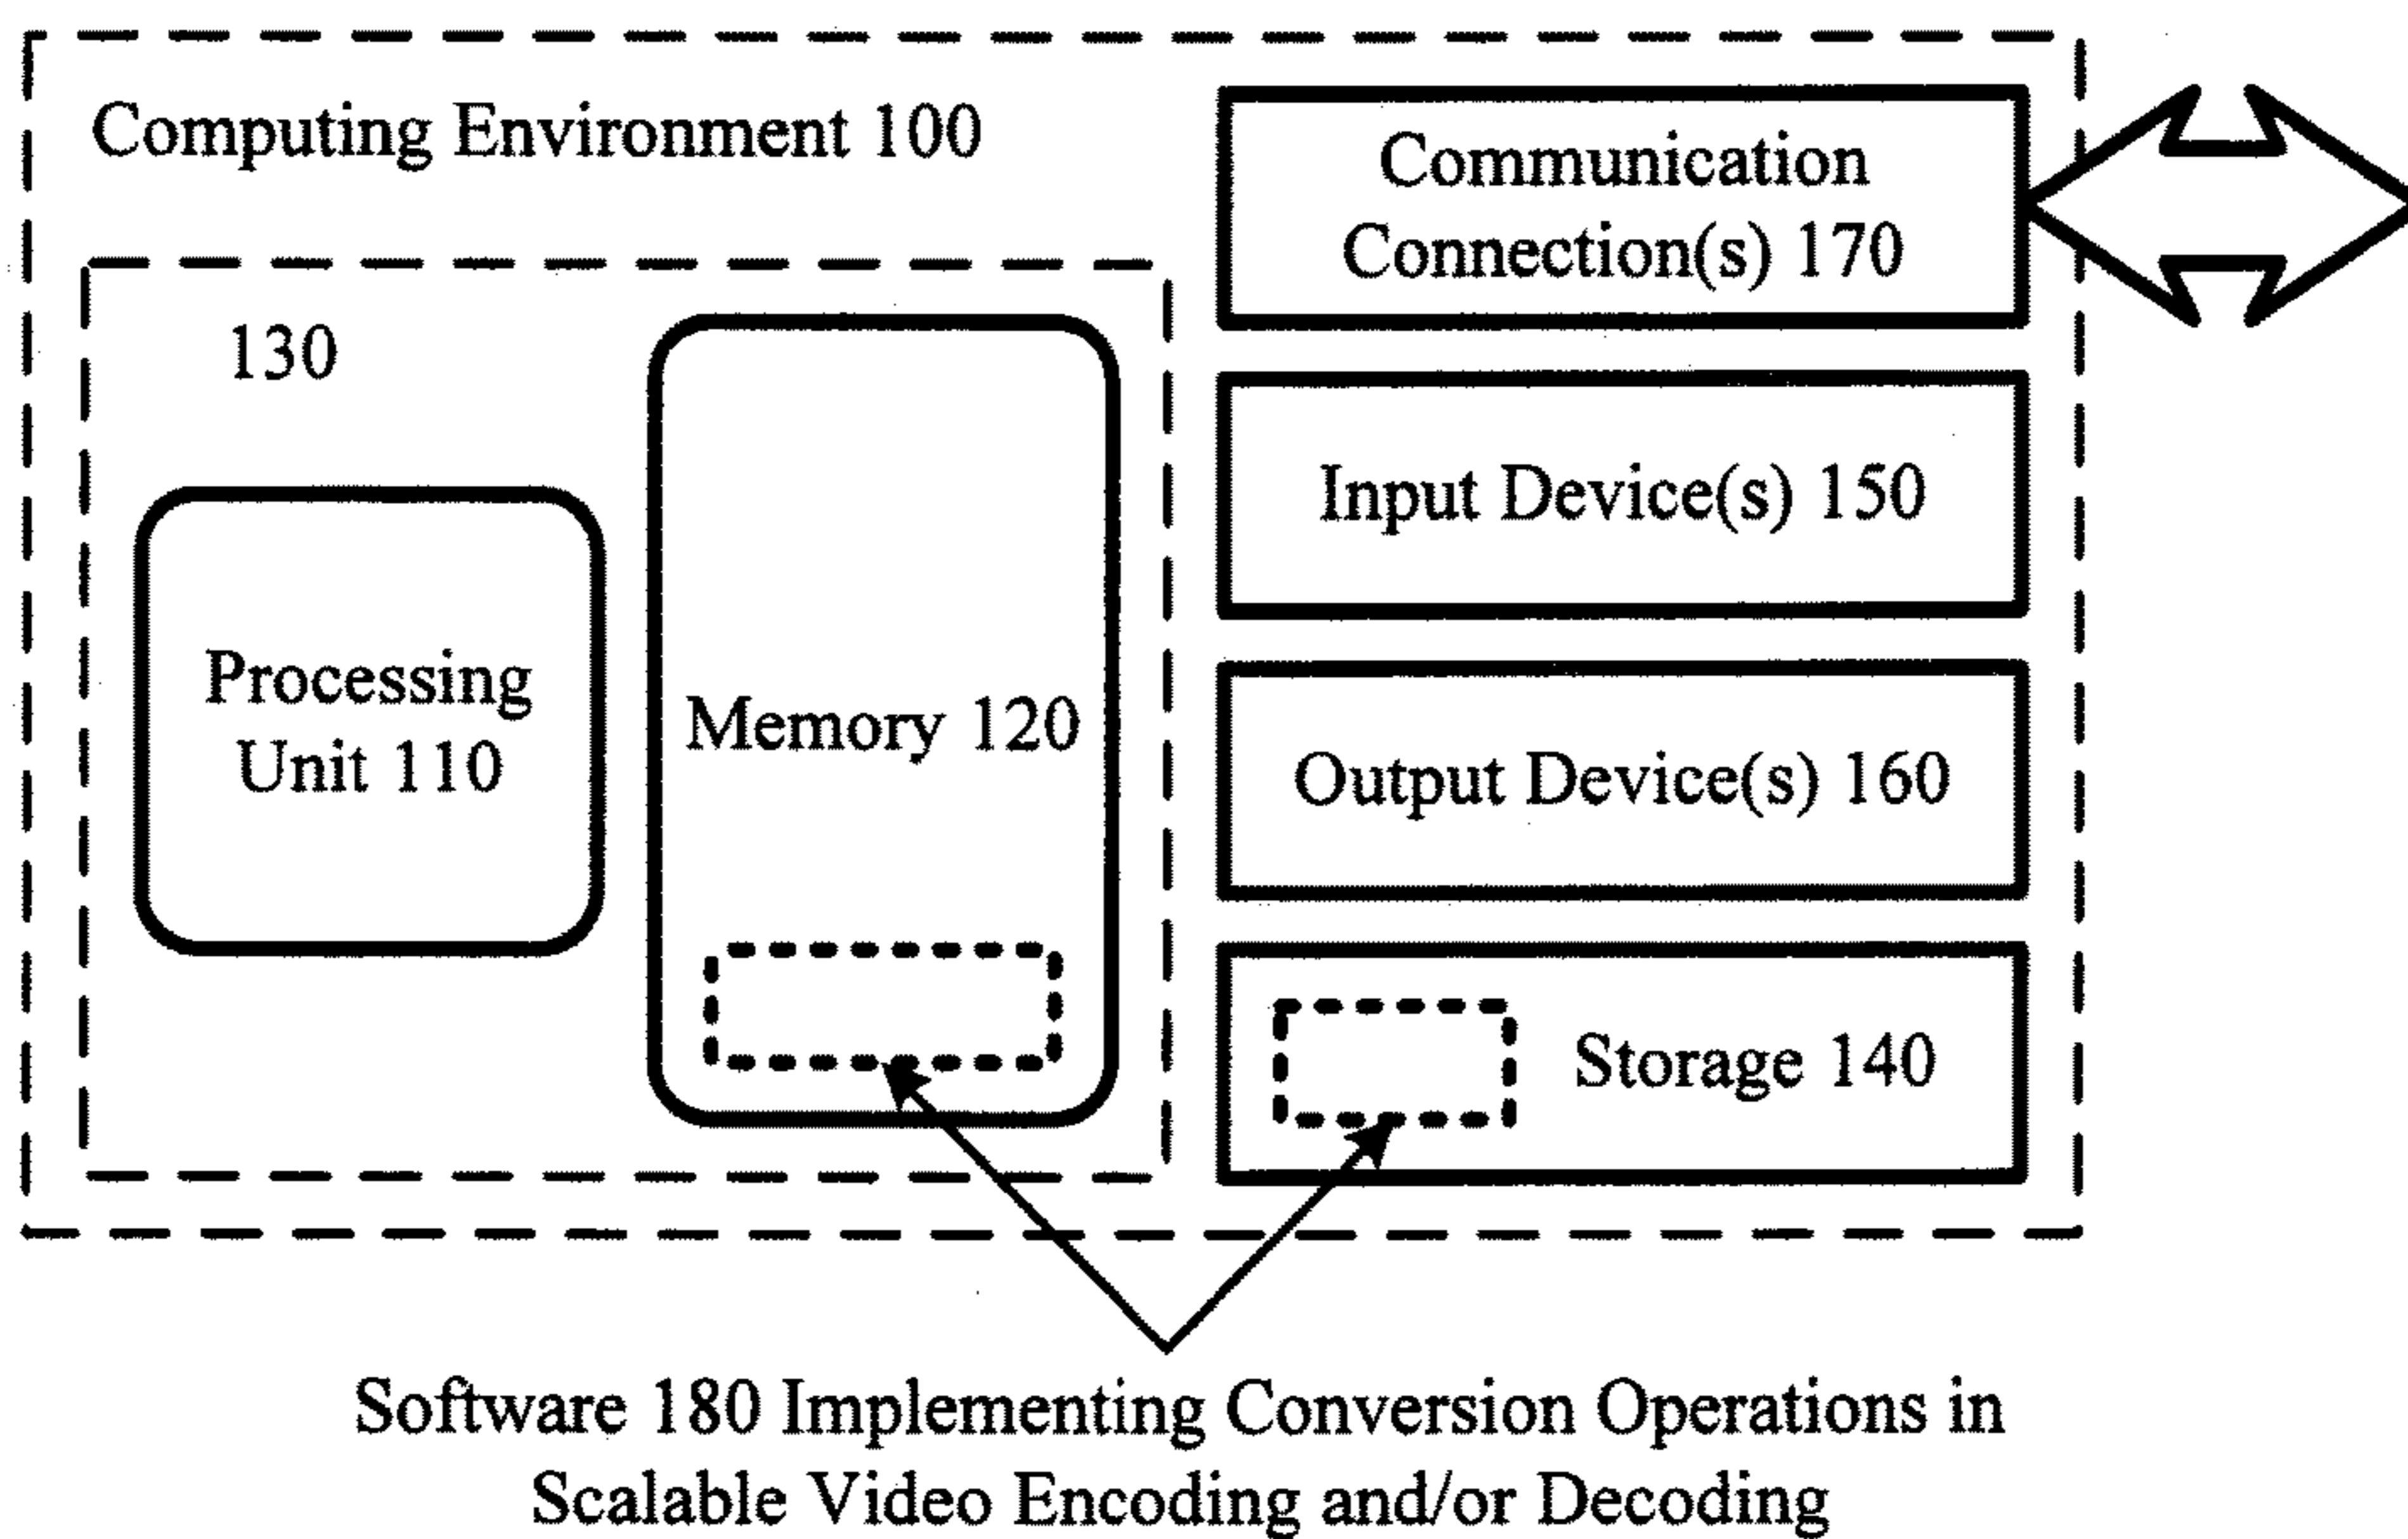 Computing Environment 100
Communication
Connection(s) 170
130
Input Device(s) 150
Processing
Unit 110
Memory 120
Output Device(s) 160
Storage 140
Software 180 Implementing Conversion Operations in
Scalable Video Encoding and/or Decoding